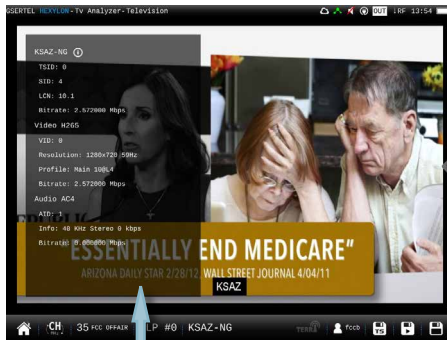 GSERTEL HEXYLON-Tv Analyzer-Television
OUT :RF 13:54
KSAZ-NG
TSID: 0
SID: 4
LCN: 10.1
Bitrate: 2.572000 Mbps
Video H265
VID: 0
Resolution: 1280x720 59Hz
Profile: Main 10@L4
Bitrate: 2.572000 Mbps
Audio AC4
AID: 1
Info: 48 KHz Stereo 0 kbps
Bitrate: 0.000000 Mbps
ESSENTIALLY END MEDICARE"
ARIZONA DAILY STAR 2/28/12, WALL STREET JOURNAL 4/04/11
KSAZ
CH 35 FCC OFFAIR LP #0 KSAZ-NG TERRA fccb TS